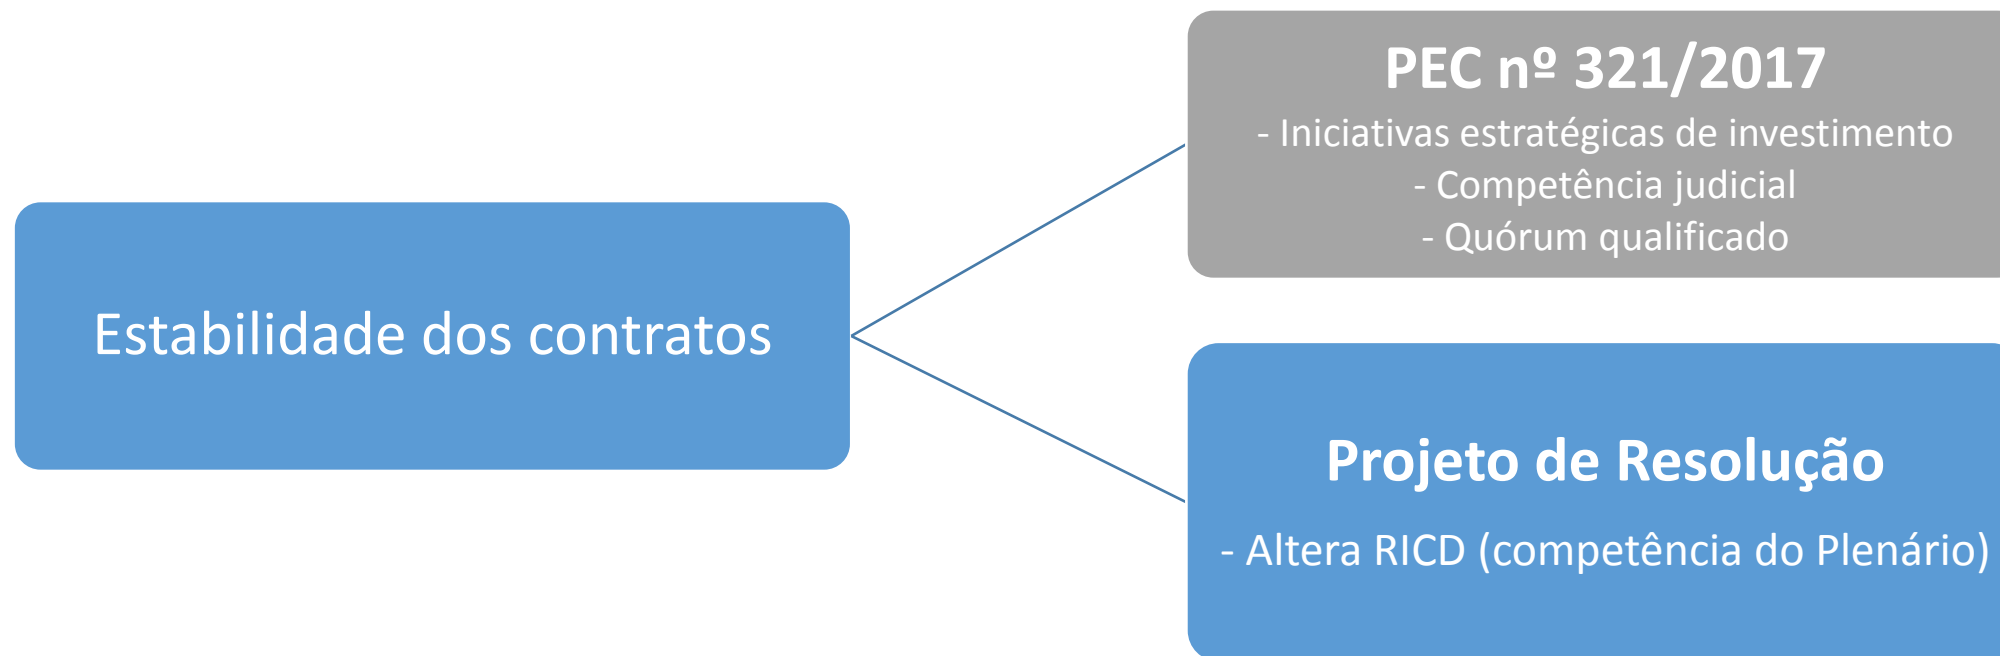 Estabilidade dos contratos
PEC nº 321/2017
- Iniciativas estratégicas de investimento
- Competência judicial
- Quórum qualificado
Projeto de Resolução
- Altera RICD (competência do Plenário)